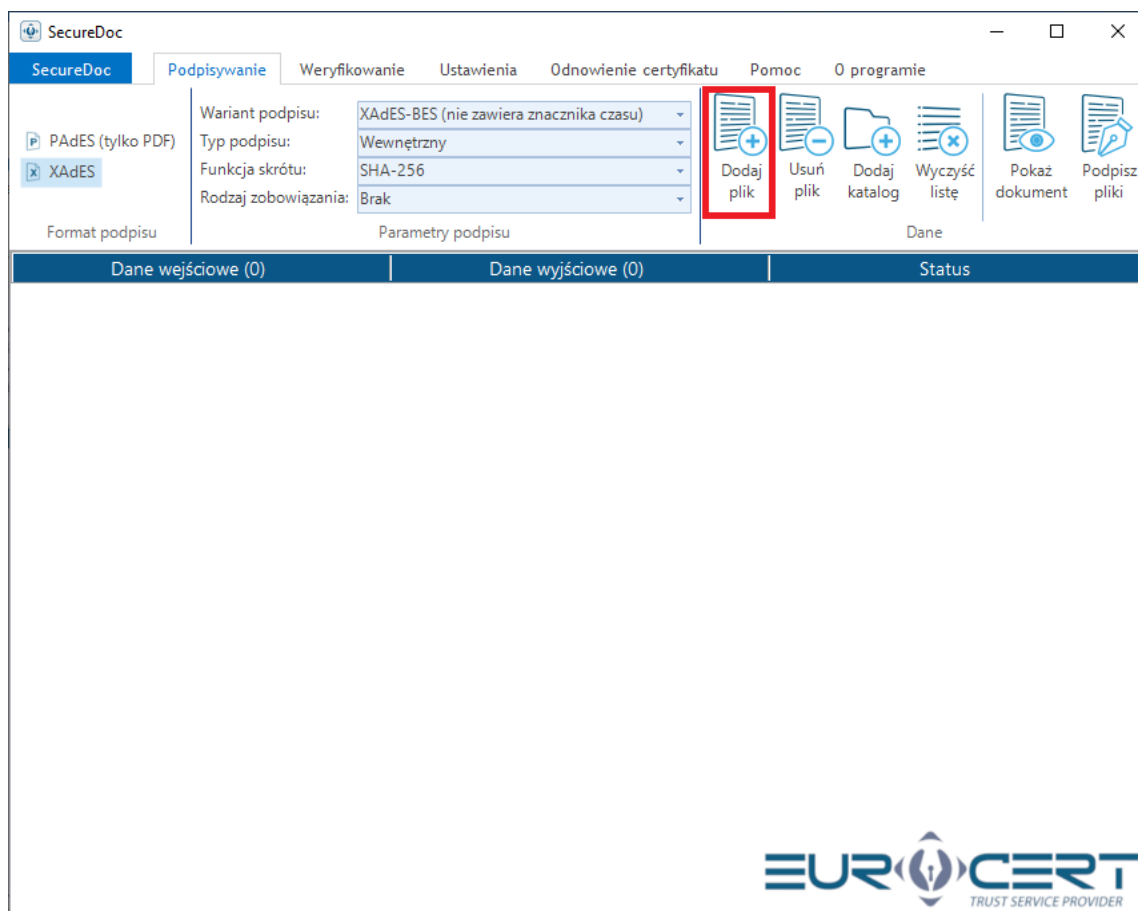 SecureDoc
SecureDoc Podpisywanie Weryfikowanie Ustawienia Odnowienie certyfikatu Pomoc O programie
PAdES (tylko PDF)
XAdES
Format podpisu
Wariant podpisu: XAdES-BES (nie zawiera znacznika czasu)
Typ podpisu: Wewnętrzny
Funkcja skrótu: SHA-256
Rodzaj zobowiązania: Brak
Parametry podpisu
Dodaj
plik
Usuń
plik
Dodaj
katalog
Wyczyść
listę
Pokaż
dokument
Podpisz
pliki
Dane
Dane wejściowe (0) Dane wyjściowe (0) Status
EUROCERT
TRUST SERVICE PROVIDER